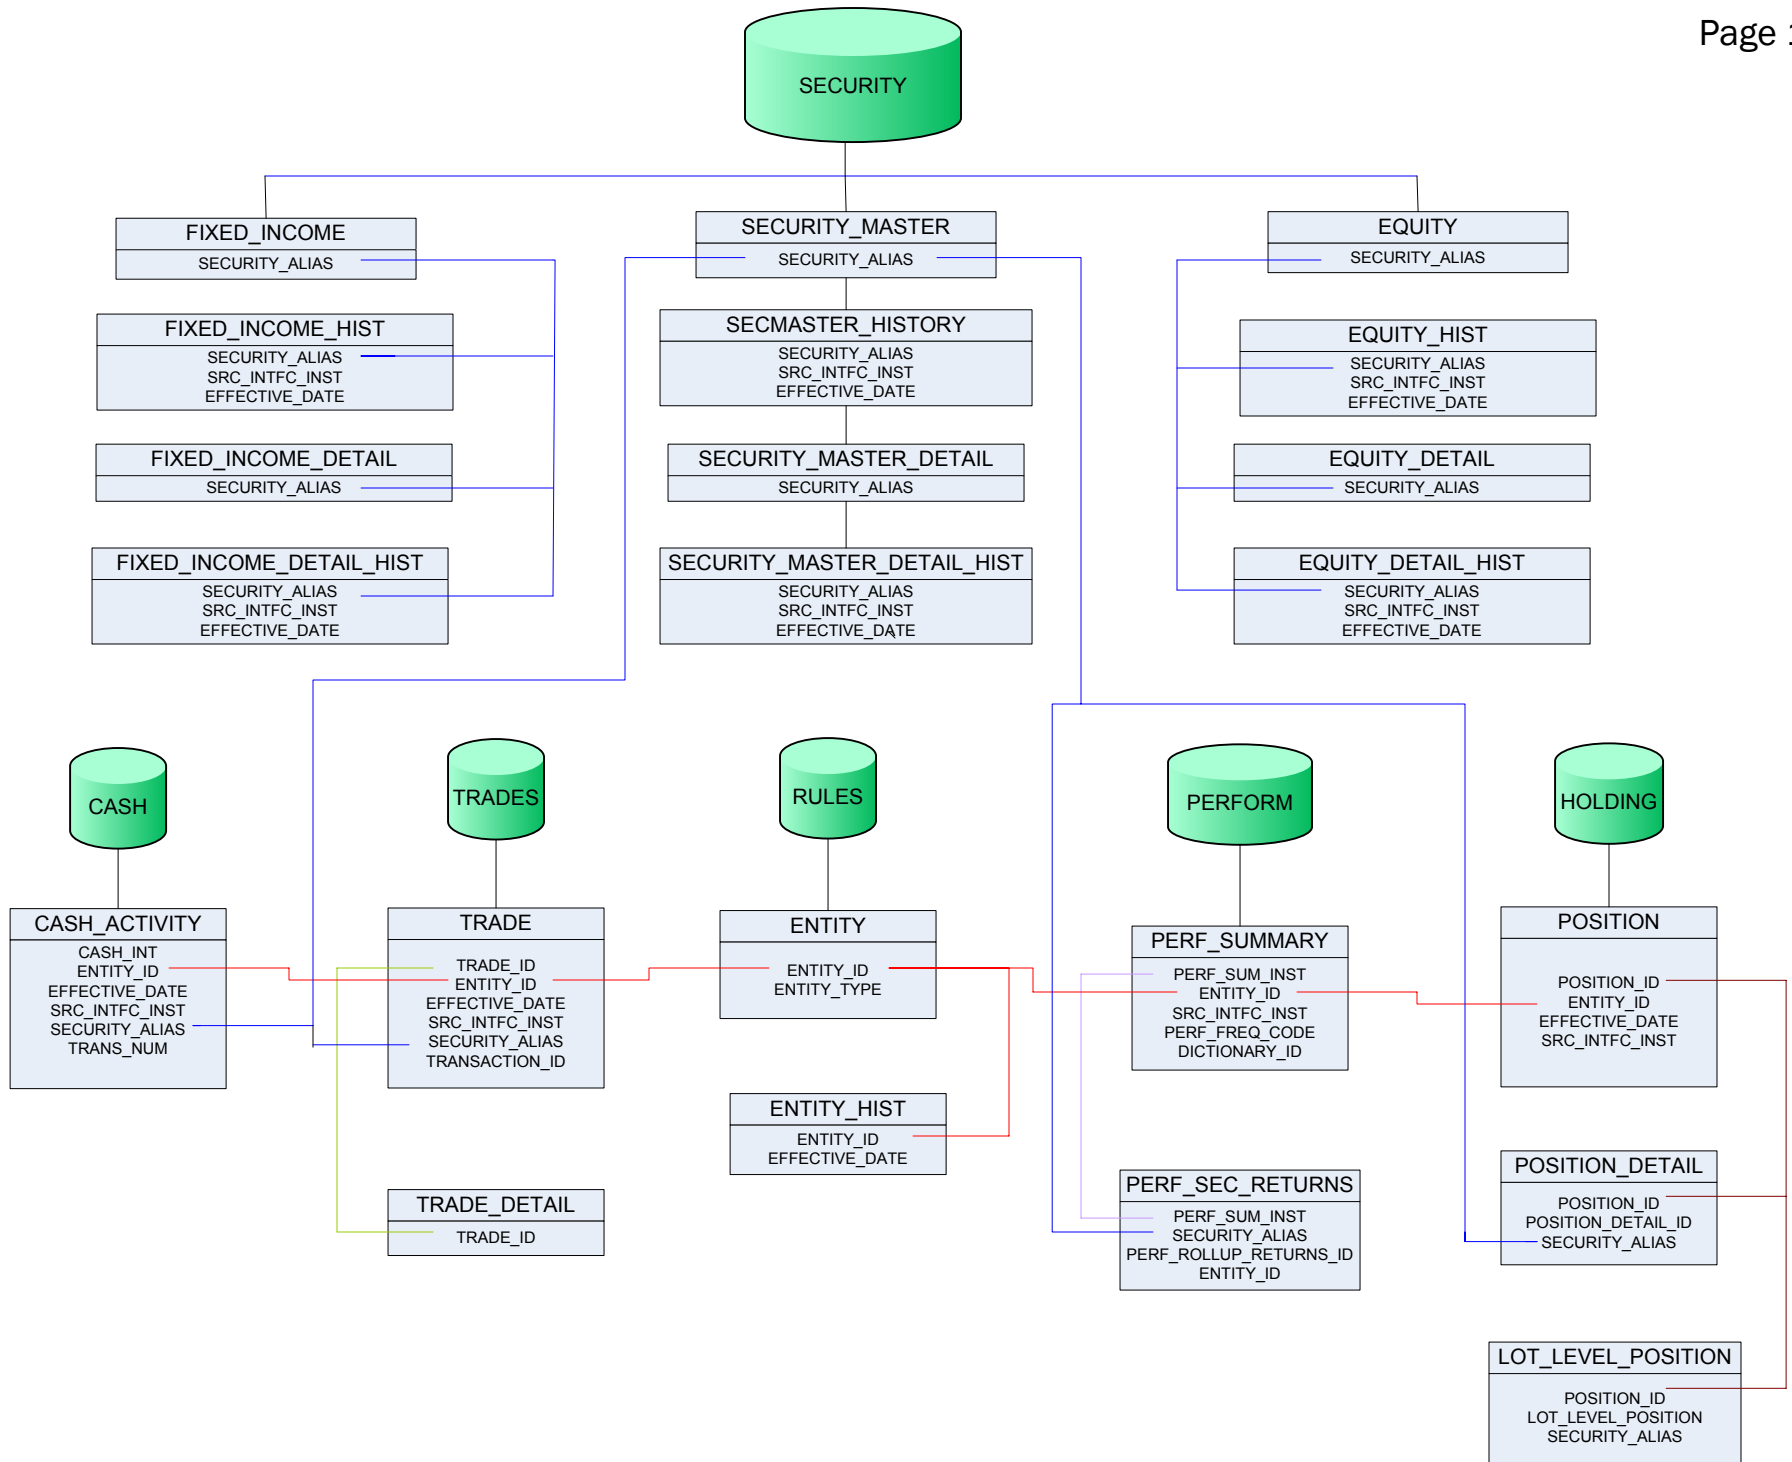 Page 1
SECURITY
FIXED_INCOME
SECURITY_ALIAS
FIXED_INCOME_HIST
SECURITY_ALIAS
SRC_INTFC_INST
EFFECTIVE_DATE
FIXED_INCOME_DETAIL
SECURITY_ALIAS
FIXED_INCOME_DETAIL_HIST
SECURITY_ALIAS
SRC_INTFC_INST
EFFECTIVE_DATE
SECURITY_MASTER
SECURITY_ALIAS
SECMASTER_HISTORY
SECURITY_ALIAS
SRC_INTFC_INST
EFFECTIVE_DATE
SECURITY_MASTER_DETAIL
SECURITY_ALIAS
SECURITY_MASTER_DETAIL_HIST
SECURITY_ALIAS
SRC_INTFC_INST
EFFECTIVE_DATE
EQUITY
SECURITY_ALIAS
EQUITY_HIST
SECURITY_ALIAS
SRC_INTFC_INST
EFFECTIVE_DATE
EQUITY_DETAIL
SECURITY_ALIAS
EQUITY_DETAIL_HIST
SECURITY_ALIAS
SRC_INTFC_INST
EFFECTIVE_DATE
CASH
CASH_ACTIVITY
CASH_INT
ENTITY_ID
EFFECTIVE_DATE
SRC_INTFC_INST
SECURITY_ALIAS
TRANS_NUM
TRADES
TRADE
TRADE_ID
ENTITY_ID
EFFECTIVE_DATE
SRC_INTFC_INST
SECURITY_ALIAS
TRANSACTION_ID
TRADE_DETAIL
TRADE_ID
RULES
ENTITY
ENTITY_ID
ENTITY_TYPE
ENTITY_HIST
ENTITY_ID
EFFECTIVE_DATE
PERFORM
PERF_SUMMARY
PERF_SUM_INST
ENTITY_ID
SRC_INTFC_INST
PERF_FREQ_CODE
DICTIONARY_ID
PERF_SEC_RETURNS
PERF_SUM_INST
SECURITY_ALIAS
PERF_ROLLUP_RETURNS_ID
ENTITY_ID
HOLDING
POSITION
POSITION_ID
ENTITY_ID
EFFECTIVE_DATE
SRC_INTFC_INST
POSITION_DETAIL
POSITION_ID
POSITION_DETAIL_ID
SECURITY_ALIAS
LOT_LEVEL_POSITION
POSITION_ID
LOT_LEVEL_POSITION
SECURITY_ALIAS